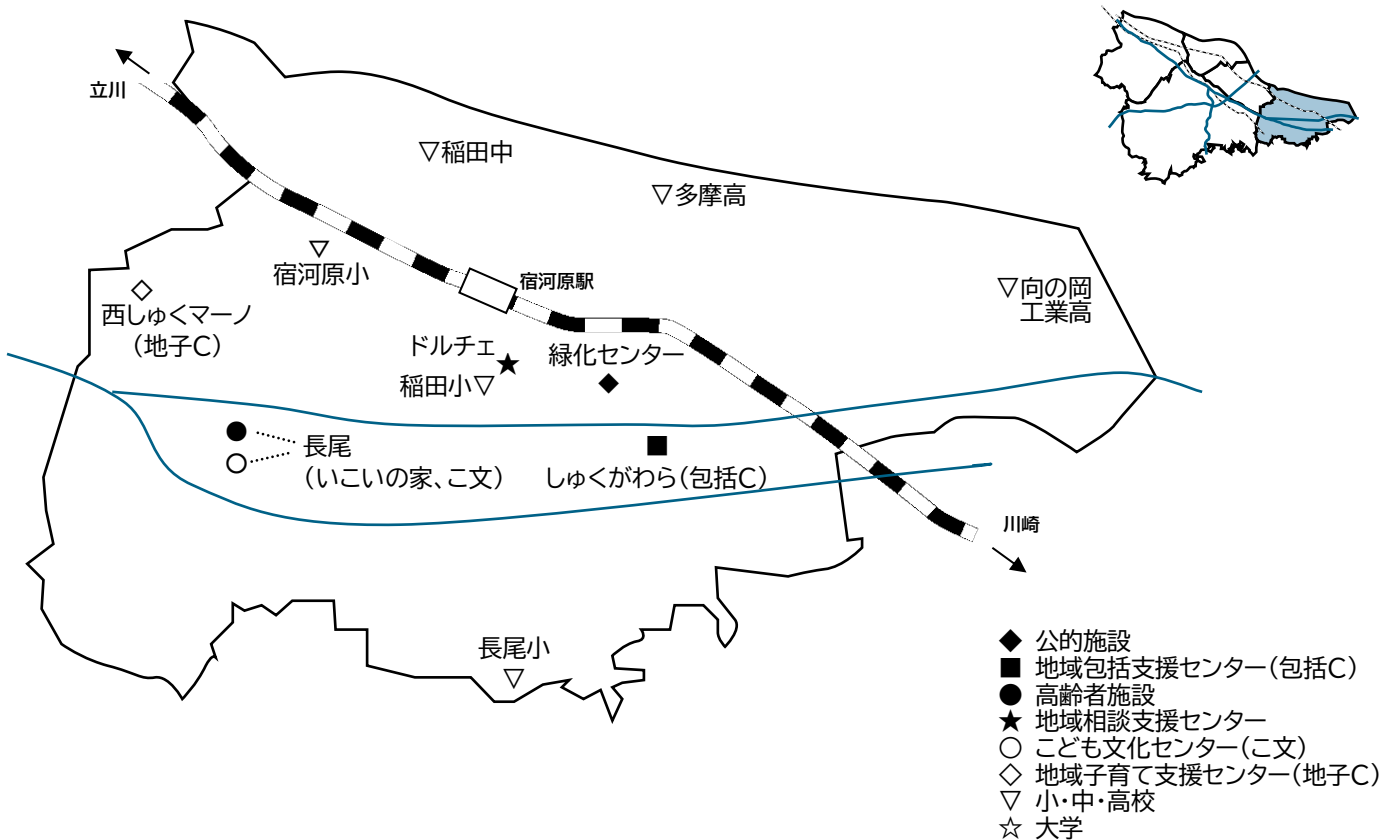 立川
▽稲田中
▽多摩高
▽
宿河原小
宿河原駅
▽向の岡
工業高
◇
西しゅくマーノ
(地子C)
ドルチェ
★
稲田小▽
緑化センター
◆
●
○
長尾
(いこいの家、こ文)
■
しゅくがわら(包括C)
川崎
長尾小
▽
◆ 公的施設
■ 地域包括支援センター(包括C)
● 高齢者施設
★ 地域相談支援センター
○ こども文化センター(こ文)
◇ 地域子育て支援センター(地子C)
▽ 小・中・高校
☆ 大学